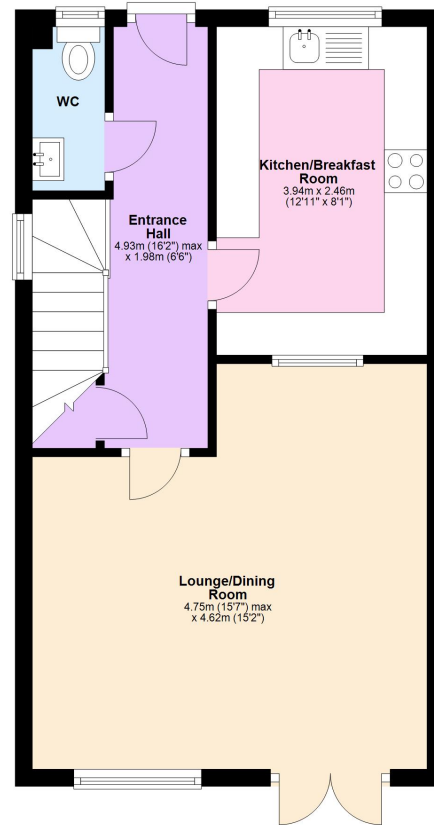 WC
Kitchen/Breakfast
Room
3.94m x 2.46m
(12'11" x 8'1")
Entrance
Hall
4.93m (16'2") max
x 1.98m (6'6")
Lounge/Dining
Room
4.75m (15'7") max
x 4.62m (15'2")